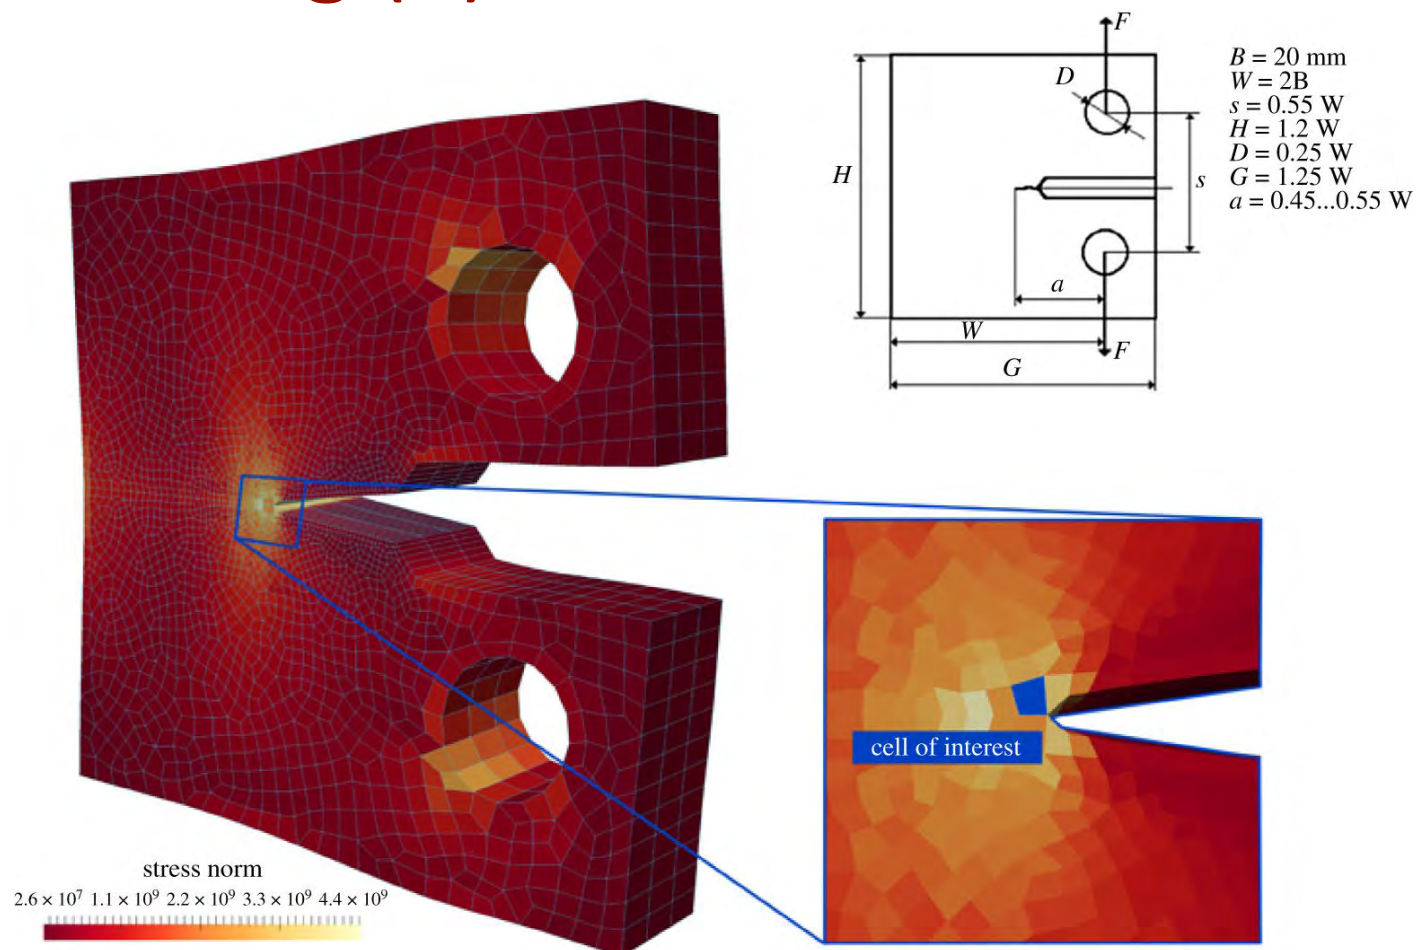 F
D
H
s
a
W
F
G
B = 20 mm
W = 2B
s = 0.55 W
H = 1.2 W
D = 0.25 W
G = 1.25 W
a = 0.45...0.55 W
cell of interest
stress norm
2.6 × 10⁷ 1.1 × 10⁹ 2.2 × 10⁹ 3.3 × 10⁹ 4.4 × 10⁹